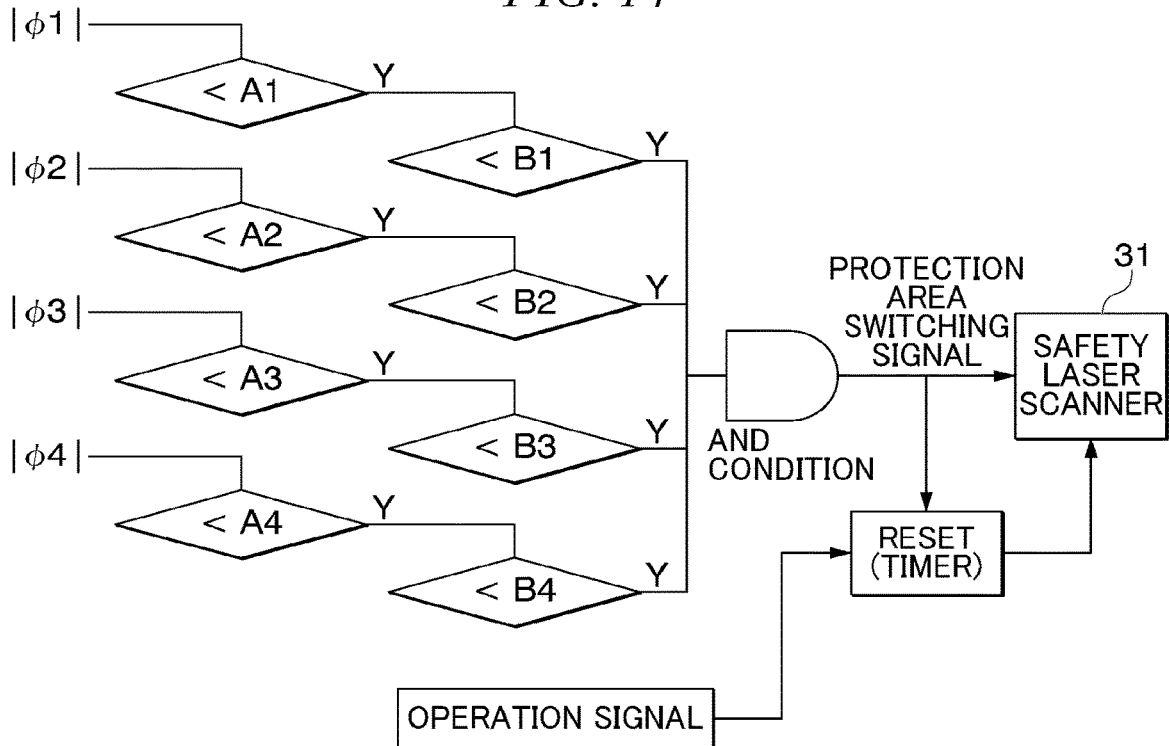 |ϕ1|
< A1
Y
< B1
Y
|ϕ2|
< A2
Y
< B2
Y
|ϕ3|
< A3
Y
< B3
Y
|ϕ4|
< A4
Y
< B4
Y
AND
CONDITION
PROTECTION
AREA
SWITCHING
SIGNAL
31
SAFETY
LASER
SCANNER
RESET
(TIMER)
OPERATION SIGNAL